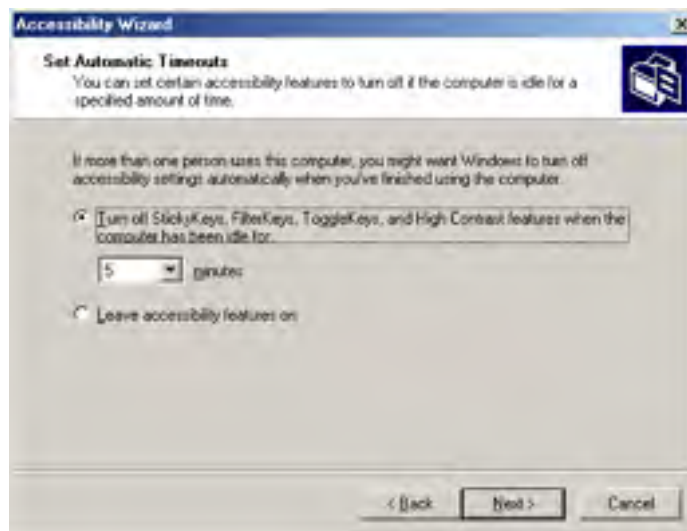 Accessibility Wizard
Set Automatic Timeouts
You can set certain accessibility features to turn off if the computer is idle for a
specified amount of time.
If more than one person uses this computer, you might want Windows to turn off
accessibility settings automatically when you've finished using the computer.
Turn off StickyKeys, FilterKeys, ToggleKeys, and High Contrast features when the
computer has been idle for:
5 minutes
Leave accessibility features on
< Back Next > Cancel